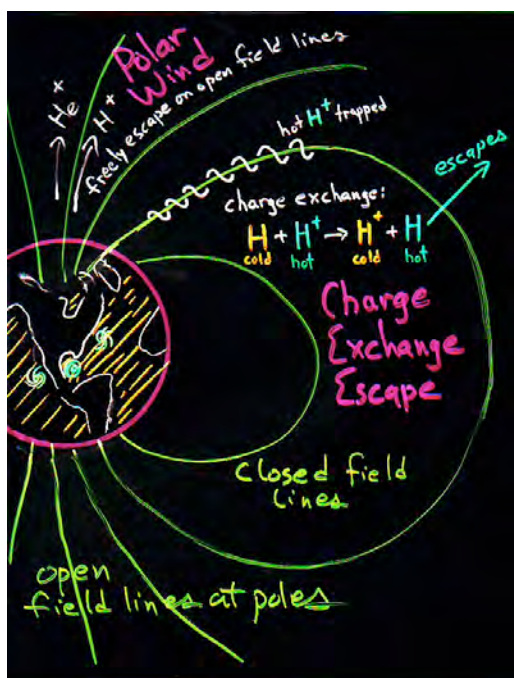 Polar
Wind
He⁺
H⁺
freely escape on open field lines
hot H⁺ trapped
escapes
charge exchange:
H + H⁺ → H⁺ + H
cold hot cold hot
Charge
Exchange
Escape
closed field
lines
open
field lines at poles